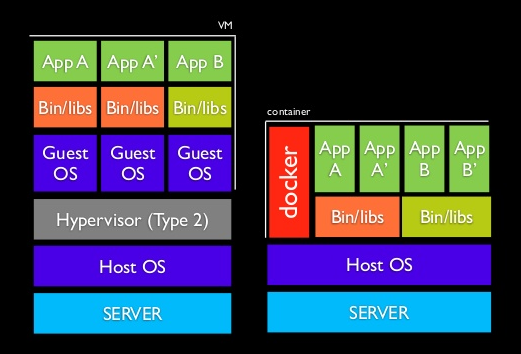 VM
App A App A’ App B
Bin/libs Bin/libs Bin/libs
Guest Guest Guest
OS OS OS
Hypervisor (Type 2)
Host OS
SERVER
container
docker
App App App App
A A’ B B’
Bin/libs Bin/libs
Host OS
SERVER